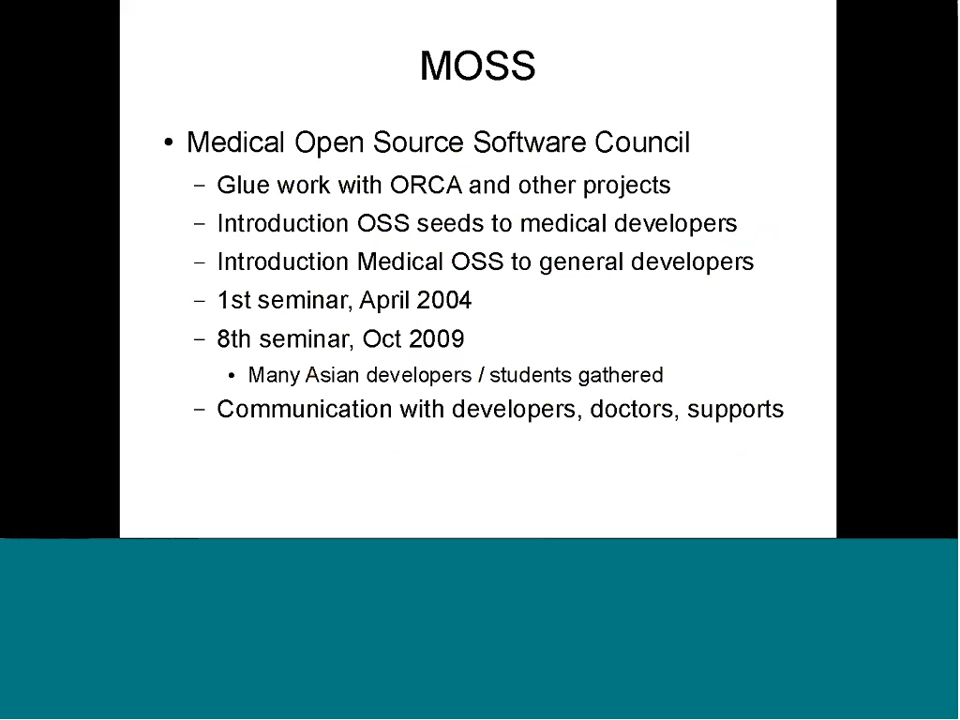 MOSS
• Medical Open Source Software Council
– Glue work with ORCA and other projects
– Introduction OSS seeds to medical developers
– Introduction Medical OSS to general developers
– 1st seminar, April 2004
– 8th seminar, Oct 2009
• Many Asian developers / students gathered
– Communication with developers, doctors, supports